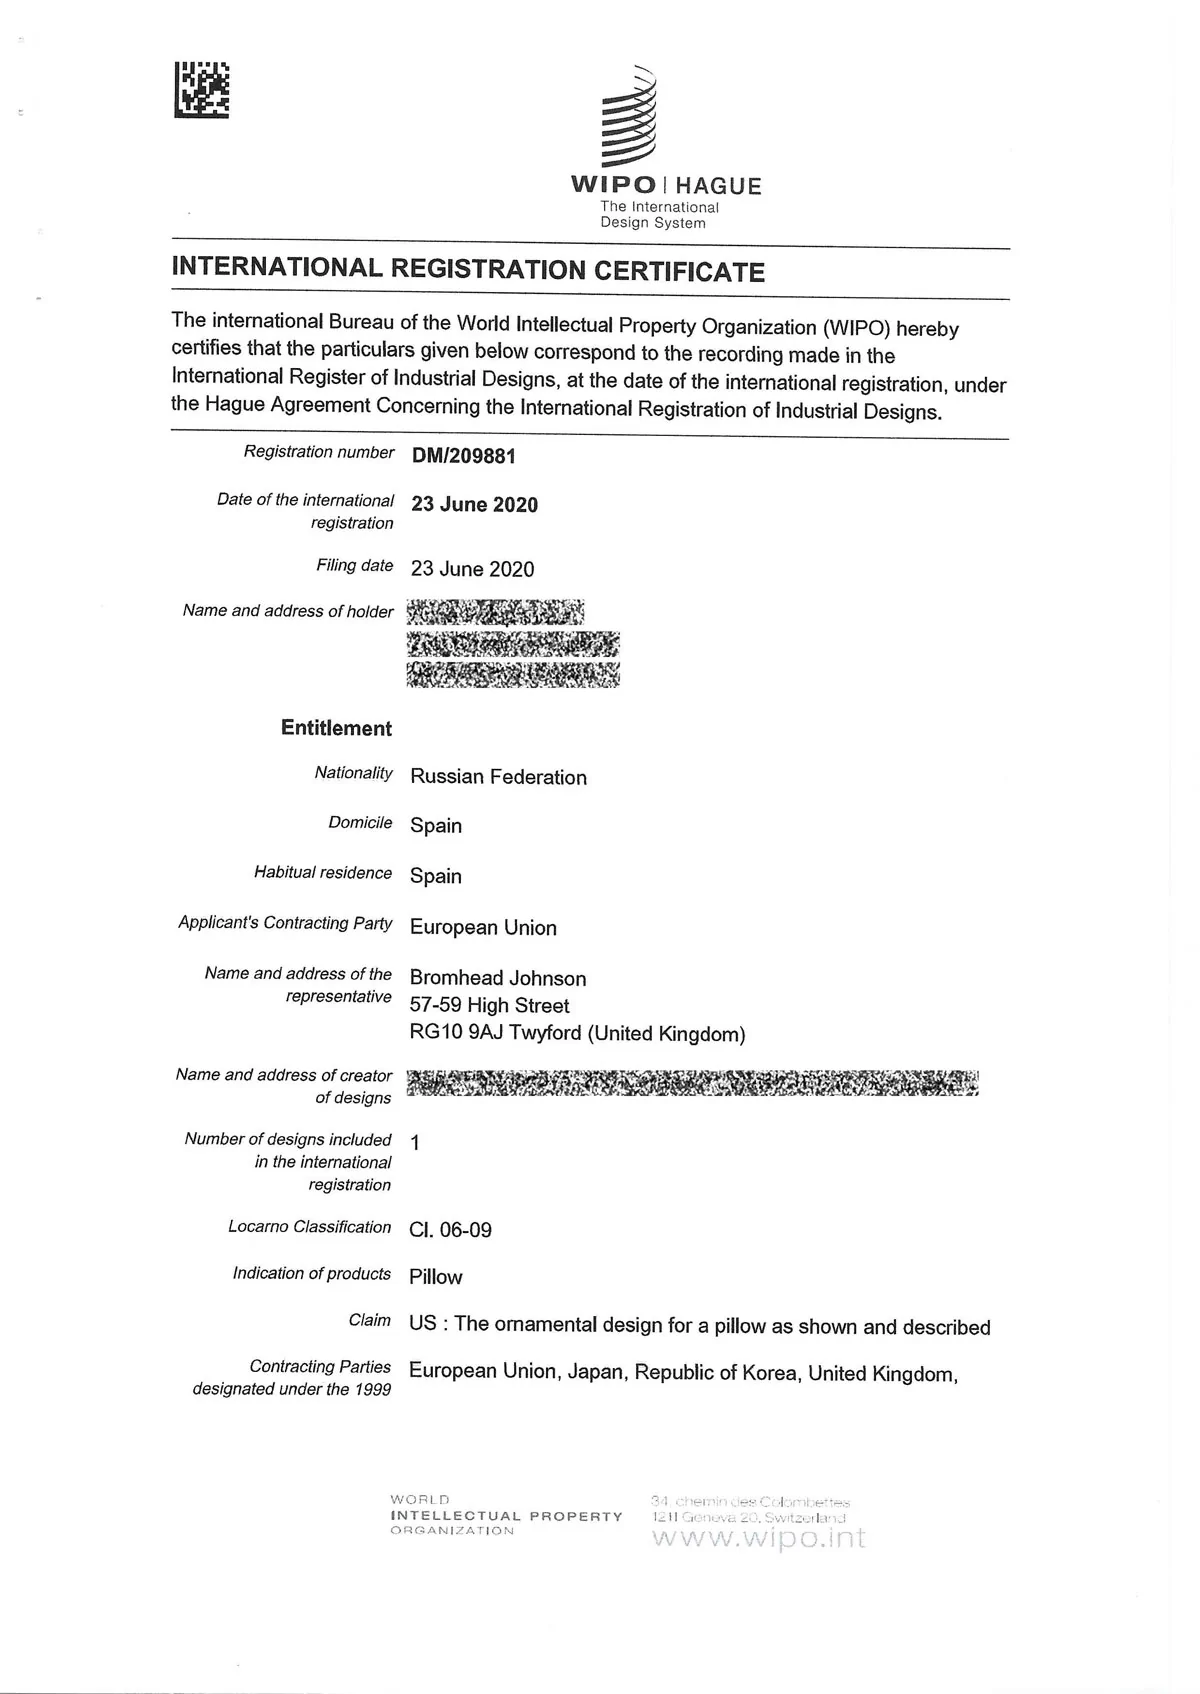 WIPO | HAGUE
The International
Design System
INTERNATIONAL REGISTRATION CERTIFICATE
The international Bureau of the World Intellectual Property Organization (WIPO) hereby
certifies that the particulars given below correspond to the recording made in the
International Register of Industrial Designs, at the date of the international registration, under
the Hague Agreement Concerning the International Registration of Industrial Designs.
Registration number DM/209881
Date of the international 23 June 2020
registration
Filing date 23 June 2020
Name and address of holder
Entitlement
Nationality Russian Federation
Domicile Spain
Habitual residence Spain
Applicant's Contracting Party European Union
Name and address of the Bromhead Johnson
representative 57-59 High Street
RG10 9AJ Twyford (United Kingdom)
Name and address of creator
of designs
Number of designs included 1
in the international
registration
Locarno Classification Cl. 06-09
Indication of products Pillow
Claim US : The ornamental design for a pillow as shown and described
Contracting Parties European Union, Japan, Republic of Korea, United Kingdom,
designated under the 1999
WORLD
INTELLECTUAL PROPERTY
ORGANIZATION
34, chemin des Colombettes
1211 Geneva 20, Switzerland
www.wipo.int